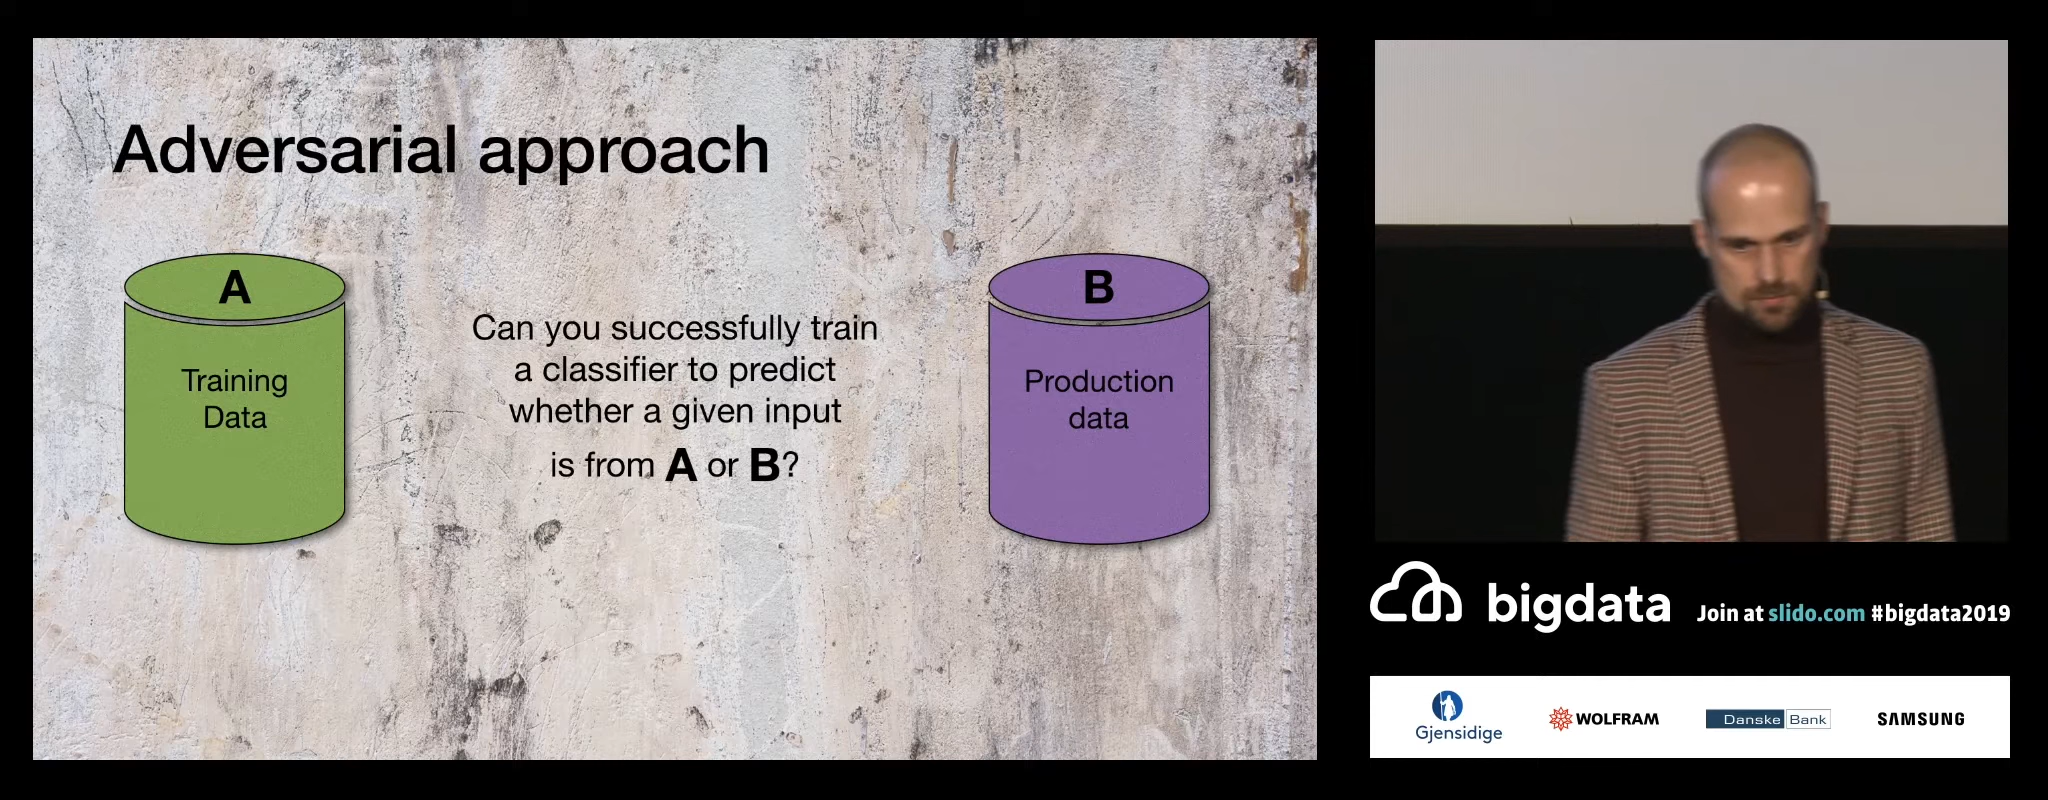 Adversarial approach
A
Training
Data
Can you successfully train
a classifier to predict
whether a given input
is from A or B?
B
Production
data
bigdata
Join at slido.com #bigdata2019
Gjensidige
WOLFRAM
Danske Bank
SAMSUNG